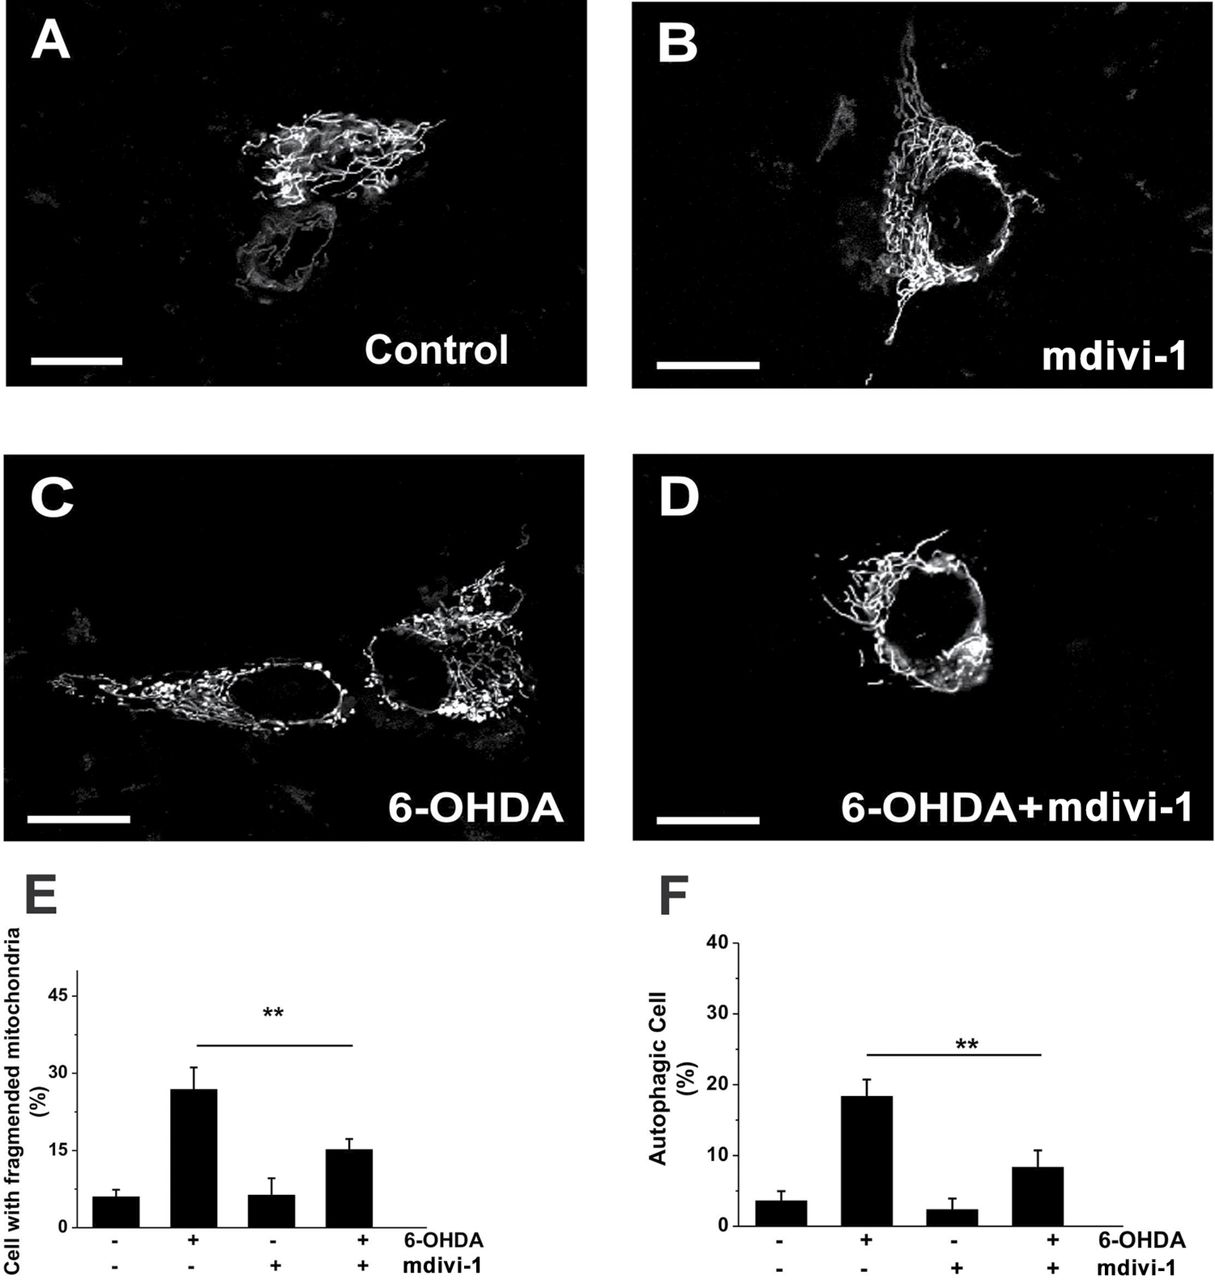 A
Control
B
mdivi-1
C
6-OHDA
D
6-OHDA+mdivi-1
E
Cell with fragmended mitochondria
(%)
45
30
15
0
**
- + - + 6-OHDA
- - + + mdivi-1
F
Autophagic Cell
(%)
40
30
20
10
0
**
- + - + 6-OHDA
- - + + mdivi-1